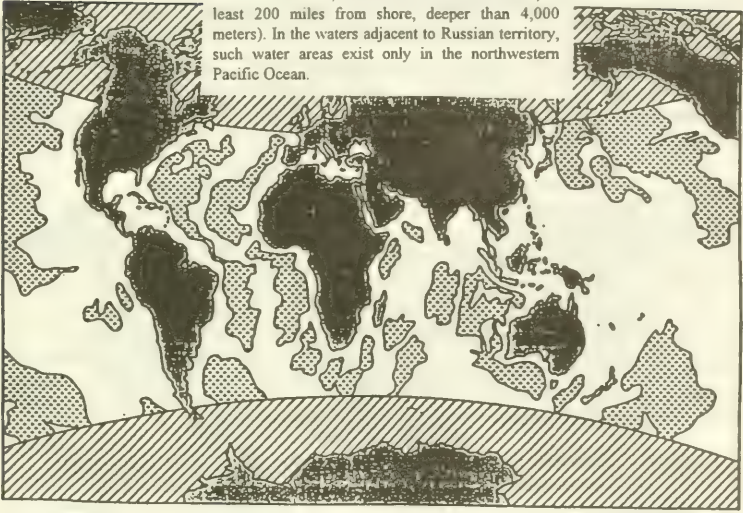 least 200 miles from shore, deeper than 4,000
meters). In the waters adjacent to Russian territory,
such water areas exist only in the northwestern
Pacific Ocean.